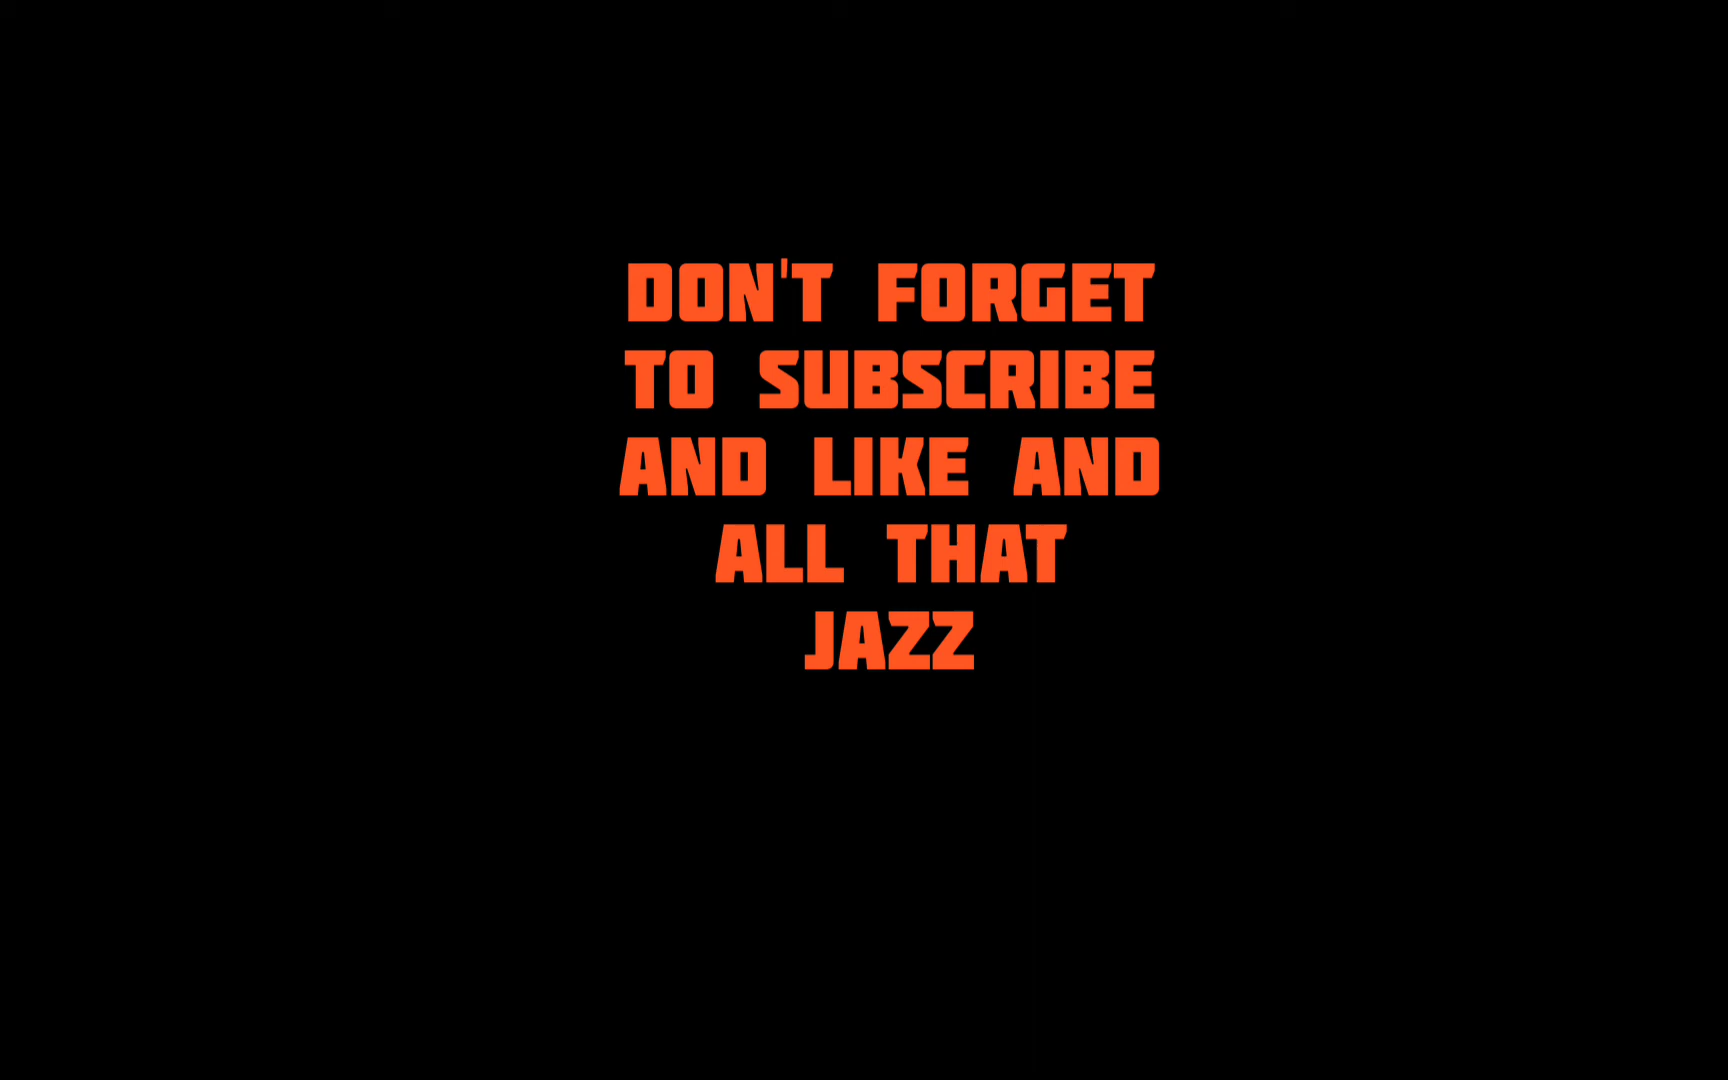 DON'T FORGET
TO SUBSCRIBE
AND LIKE AND
ALL THAT
JAZZ